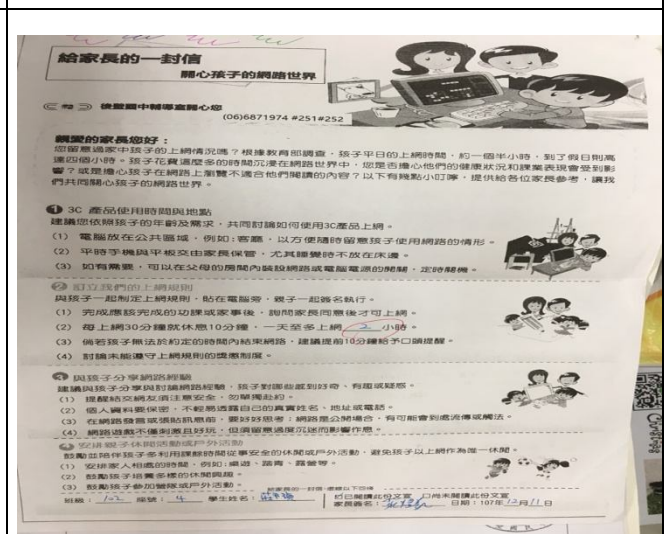 給家長的一封信
關心孩子的網路世界
後壁國中輔導室關心您
(06)6871974 #251#252
親愛的家長您好：
您留意過家中孩子的上網情況嗎？根據教育部調查，孩子平日的上網時間，約一個半小時，到了假日則高
達四個小時。孩子花費這麼多的時間沉浸在網路世界中，您是否擔心他們的健康狀況和課業表現會受到影
響？或是擔心孩子在網路上瀏覽不適合他們閱讀的內容？以下有幾點小叮嚀，提供給各位家長參考，讓我
們共同關心孩子的網路世界。
1 3C 產品使用時間與地點
建議您依照孩子的年齡及需求，共同討論如何使用3C產品上網。
(1) 電腦放在公共區域，例如：客廳，以方便隨時留意孩子使用網路的情形。
(2) 平時手機與平板交由家長保管，尤其睡覺時不放在床邊。
(3) 如有需要，可以在父母的房間內裝設網路或電腦電源的開關，定時關機。
2 訂立我們的上網規則
與孩子一起制定上網規則，貼在電腦旁，親子一起簽名執行。
(1) 完成應該完成的功課或家事後，詢問家長同意後才可上網。
(2) 每上網30分鐘就休息10分鐘，一天至多上網 2 小時。
(3) 倘若孩子無法於約定的時間內結束網路，建議提前10分鐘給予口頭提醒。
(4) 討論未能遵守上網規則的獎懲制度。
3 與孩子分享網路經驗
建議與孩子分享與討論網路經驗，孩子對哪些感到好奇、有趣或疑惑。
(1) 提醒結交網友須注意安全，勿單獨赴約。
(2) 個人資料要保密，不輕易透露自己的真實姓名、地址或電話。
(3) 在網路發言或張貼訊息前，要好好思考；網路是公開場合，有可能會到處流傳或觸法。
(4) 網路遊戲不僅刺激且好玩，但須留意過度沉迷的影響作息。
4 安排親子休閒活動或戶外活動
鼓勵並陪伴孩子多利用課餘時間從事安全的休閒或戶外活動，避免孩子以上網作為唯一休閒。
(1) 安排家人相處的時間，例如：桌遊、踏青、露營等。
(2) 鼓勵孩子培養多樣的休閒興趣。
(3) 鼓勵孩子參加營隊或戶外活動。
班級：102 座號：4 學生姓名：
已閱讀此份文宣 □尚未閱讀此份文宣
家長簽名： 日期：107年12月11日